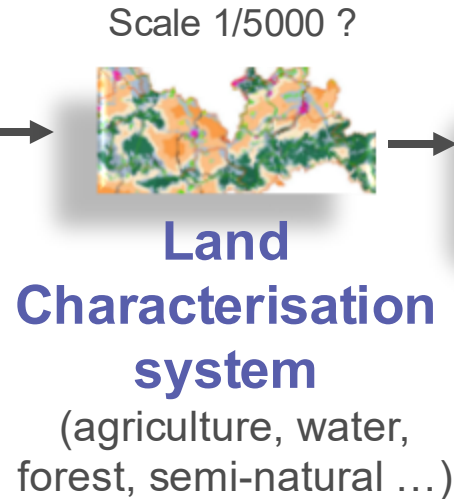 Scale 1/5000 ?
Land
Characterisation
system
(agriculture, water,
forest, semi-natural …)